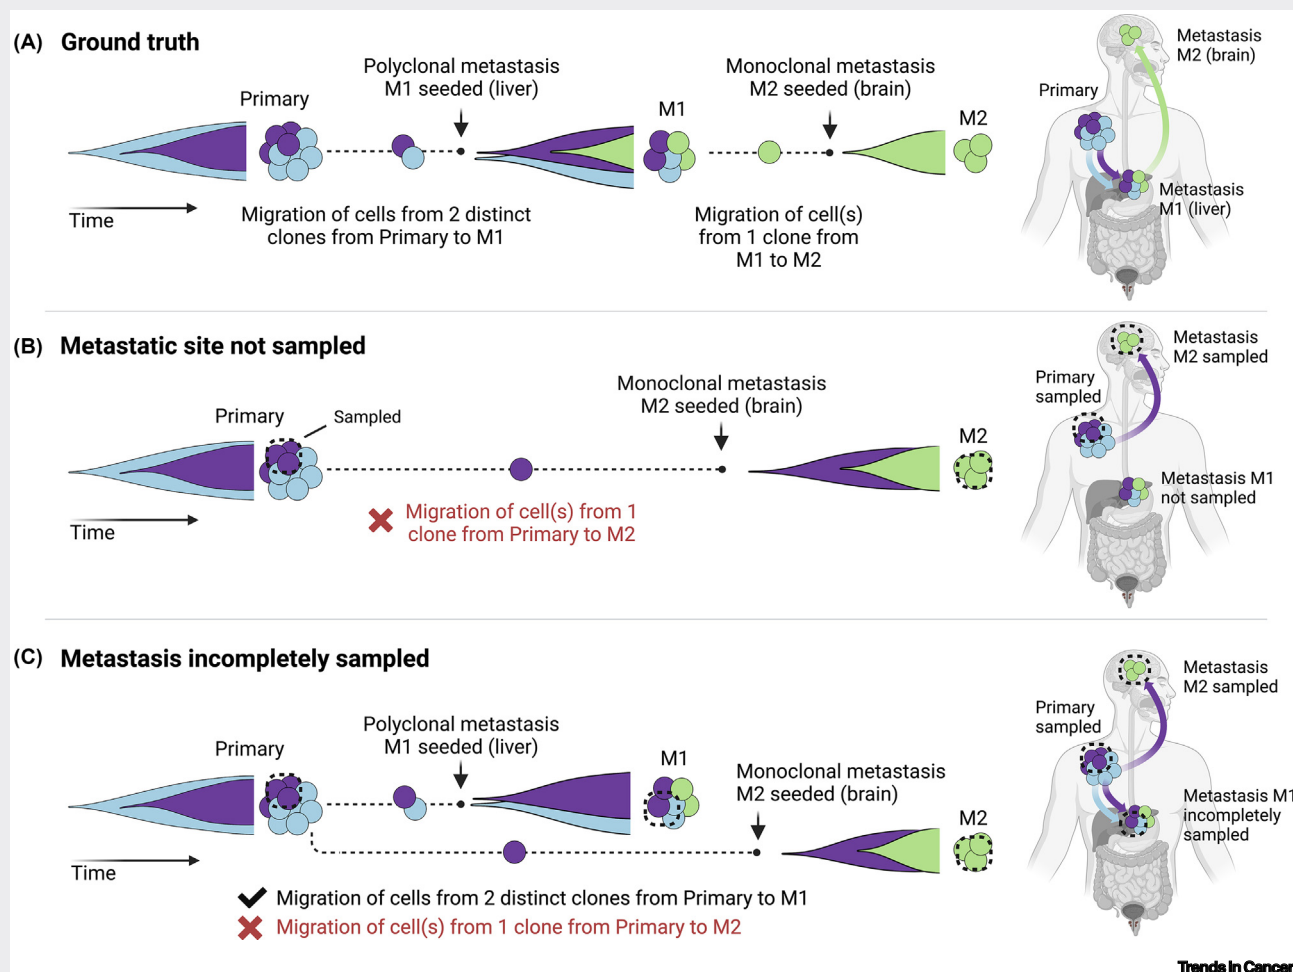 (A) Ground truth
Polyclonal metastasis
M1 seeded (liver)
Monoclonal metastasis
M2 seeded (brain)
Primary
M1
M2
Time
Migration of cells from 2 distinct
clones from Primary to M1
Migration of cell(s)
from 1 clone from
M1 to M2
Metastasis
M2 (brain)
Primary
Metastasis
M1 (liver)
(B) Metastatic site not sampled
Monoclonal metastasis
M2 seeded (brain)
Primary
Sampled
M2
Time
Migration of cell(s) from 1
clone from Primary to M2
Metastasis
M2 sampled
Primary
sampled
Metastasis M1
not sampled
(C) Metastasis incompletely sampled
Polyclonal metastasis
M1 seeded (liver)
Primary
M1
Monoclonal metastasis
M2 seeded (brain)
M2
Time
Migration of cells from 2 distinct clones from Primary to M1
Migration of cell(s) from 1 clone from Primary to M2
Metastasis
M2 sampled
Primary
sampled
Metastasis M1
incompletely
sampled
Trends in Cancer